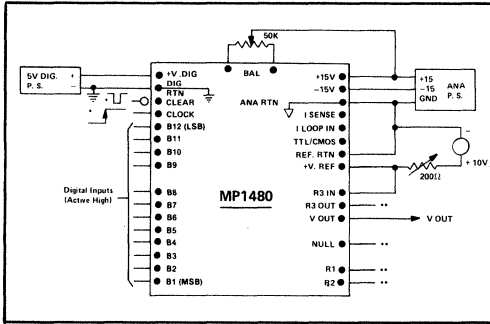 50K
5V DIG.
P. S.
+
−
+V .DIG
DIG
RTN
CLEAR
CLOCK
B12 (LSB)
B11
B10
B9
B8
B7
B6
B5
B4
B3
B2
B1 (MSB)
Digital Inputs
(Active High)
BAL
MP1480
+15V
−15V
ANA RTN
I SENSE
I LOOP IN
TTL/CMOS
REF. RTN
+V. REF
R3 IN
R3 OUT
V OUT
NULL
R1
R2
+15
−15
GND
ANA
P. S.
−
+ 10V
200Ω
**
V OUT
**
**
**